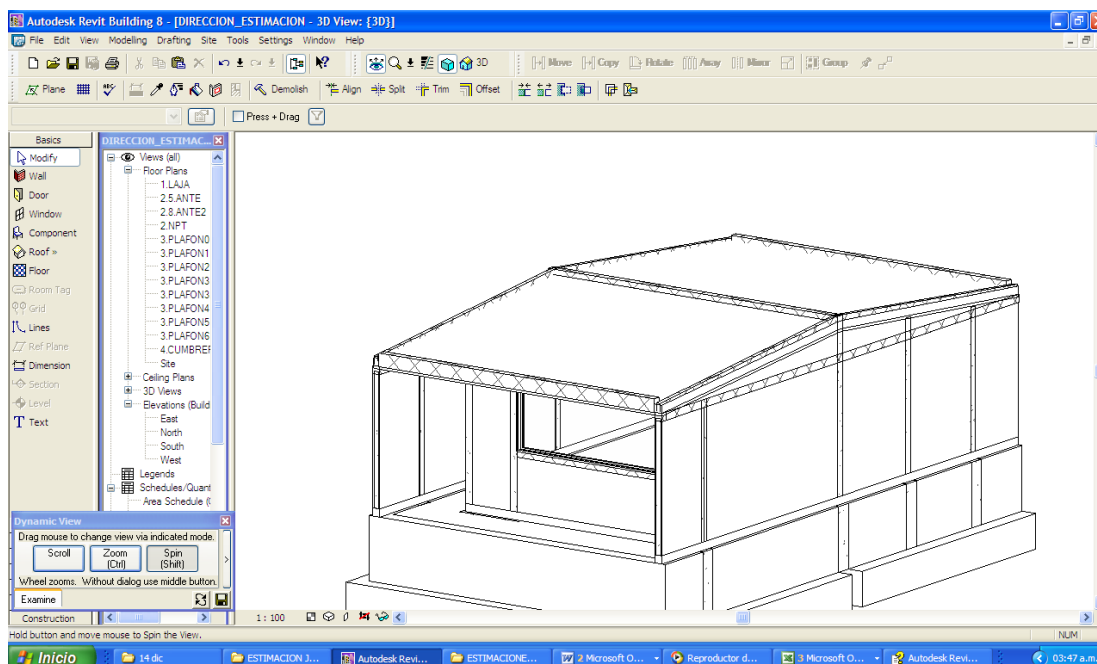 Autodesk Revit Building 8 - [DIRECCION_ESTIMACION - 3D View: {3D}]
File Edit View Modelling Drafting Site Tools Settings Window Help
3D Move Copy Rotate Array Mirror Group
Plane Demolish Align Split Trim Offset
Press + Drag
Basics
Modify
Wall
Door
Window
Component
Roof »
Floor
Room Tag
Grid
Lines
Ref Plane
Dimension
Section
Level
Text
Construction
DIRECCION_ESTIMAC...
Views (all)
Floor Plans
1.LAJA
2.5.ANTE
2.8.ANTE2
2.NPT
3.PLAFON0
3.PLAFON1
3.PLAFON2
3.PLAFON3
3.PLAFON3
3.PLAFON4
3.PLAFON5
3.PLAFON6
4.CUMBREF
Site
Ceiling Plans
3D Views
Elevations (Build
East
North
South
West
Legends
Schedules/Quant
Area Schedule (
Dynamic View
Drag mouse to change view via indicated mode.
Scroll Zoom (Ctrl) Spin (Shift)
Wheel zooms. Without dialog use middle button.
Examine
1 : 100
Hold button and move mouse to Spin the View. NUM
Inicio 14 dic ESTIMACION J... Autodesk Revi... ESTIMACIONE... 2 Microsoft O... Reproductor d... 3 Microsoft O... Autodesk Revi... 03:47 a.m.